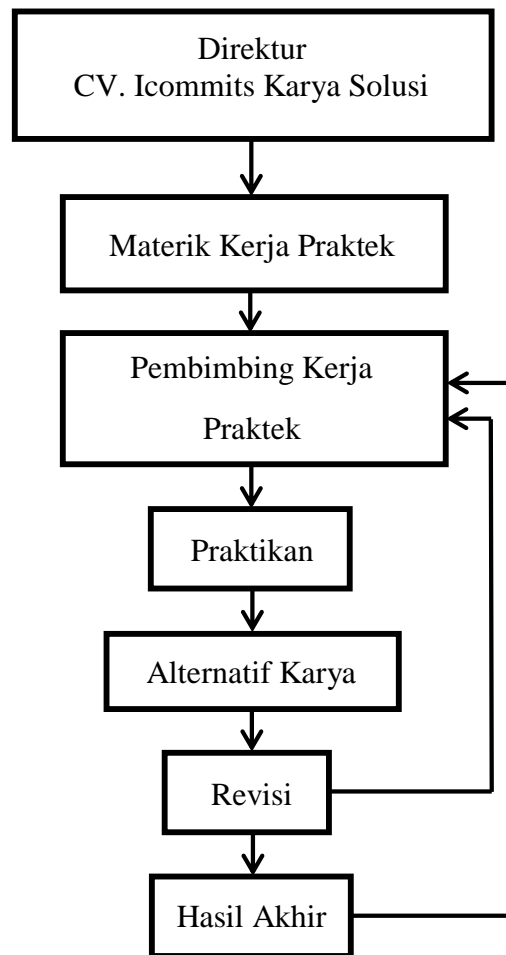 Direktur
CV. Icommits Karya Solusi
Materik Kerja Praktek
Pembimbing Kerja
Praktek
Praktikan
Alternatif Karya
Revisi
Hasil Akhir